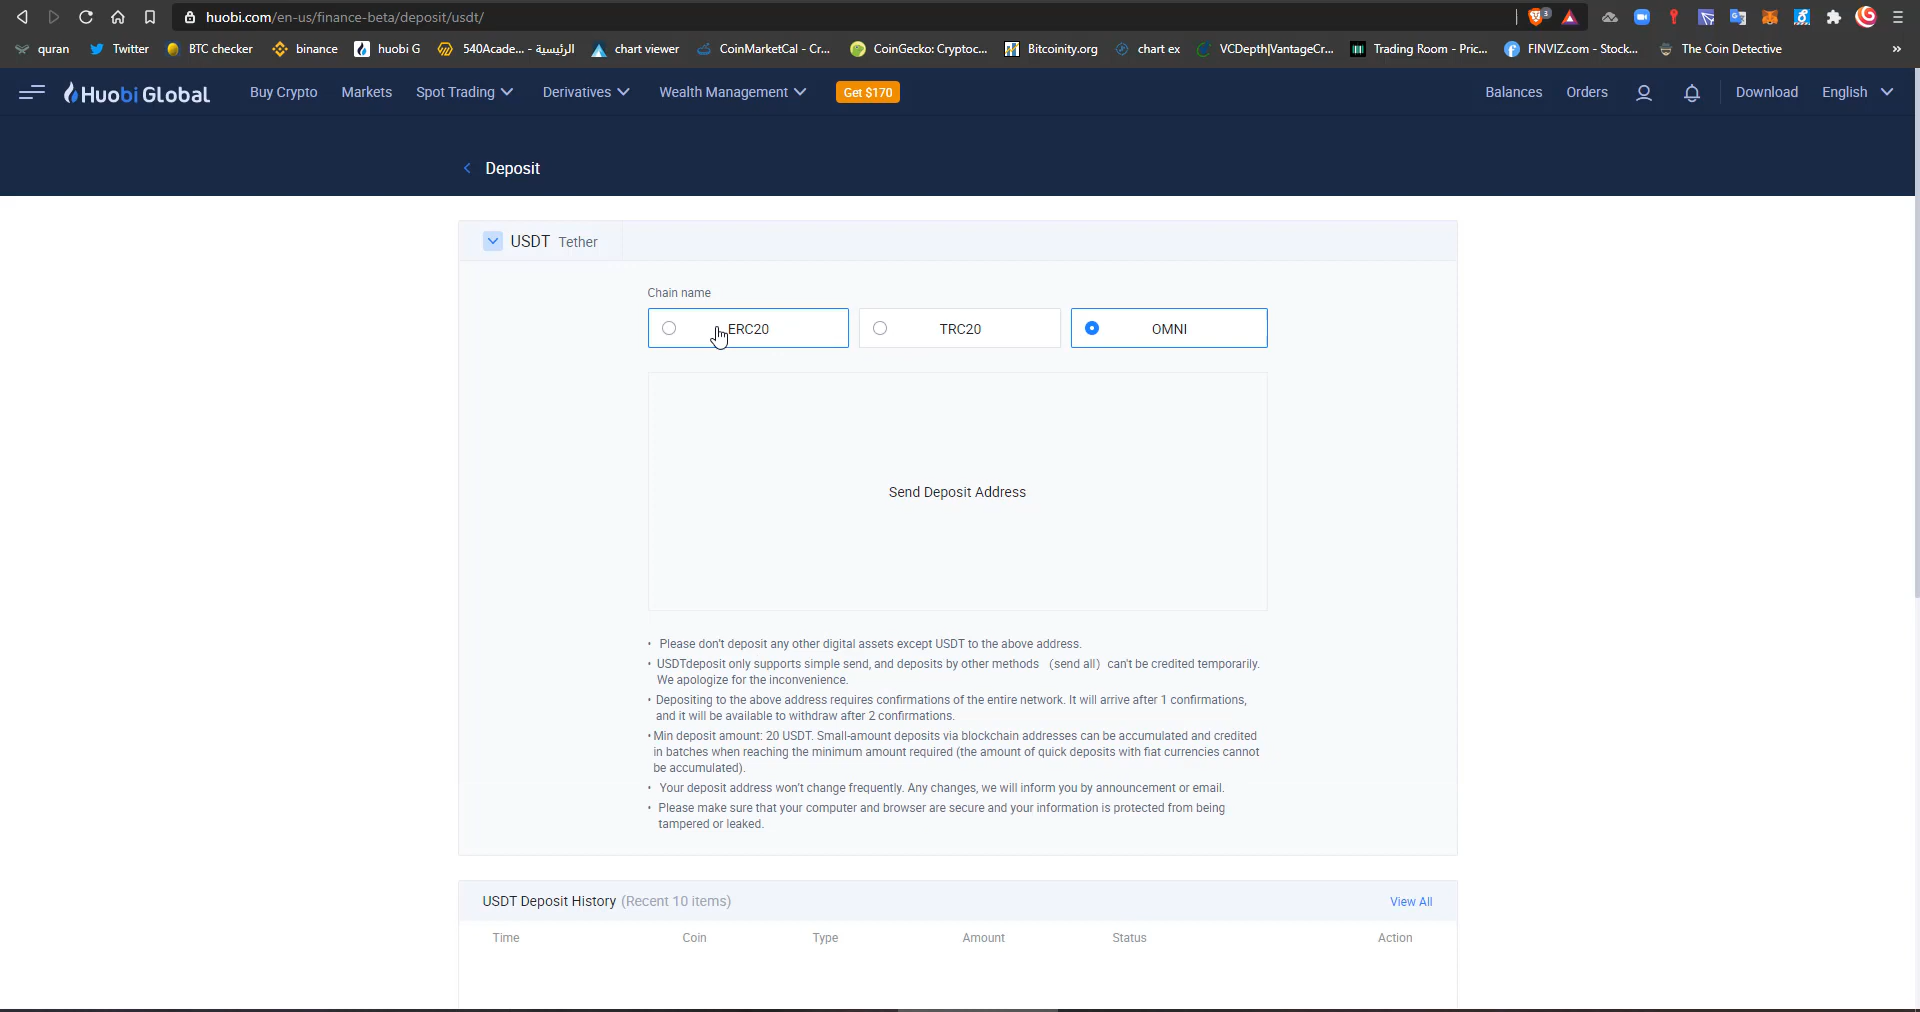 huobi.com/en-us/finance-beta/deposit/usdt/
3
quran
Twitter
BTC checker
binance
huobi G
540Acade... - الرئيسية
chart viewer
CoinMarketCal - Cr...
CoinGecko: Cryptoc...
Bitcoinity.org
chart ex
VCDepth|VantageCr...
Trading Room - Pric...
FINVIZ.com - Stock...
The Coin Detective
»
Huobi Global
Buy Crypto
Markets
Spot Trading
Derivatives
Wealth Management
Get $170
Balances
Orders
Download
English
Deposit
USDT Tether
Chain name
ERC20
TRC20
OMNI
Send Deposit Address
• Please don't deposit any other digital assets except USDT to the above address.
• USDTdeposit only supports simple send, and deposits by other methods （send all）can't be credited temporarily.
We apologize for the inconvenience.
• Depositing to the above address requires confirmations of the entire network. It will arrive after 1 confirmations,
and it will be available to withdraw after 2 confirmations.
• Min deposit amount: 20 USDT. Small-amount deposits via blockchain addresses can be accumulated and credited
in batches when reaching the minimum amount required (the amount of quick deposits with fiat currencies cannot
be accumulated).
• Your deposit address won't change frequently. Any changes, we will inform you by announcement or email.
• Please make sure that your computer and browser are secure and your information is protected from being
tampered or leaked.
USDT Deposit History (Recent 10 items)
View All
Time
Coin
Type
Amount
Status
Action